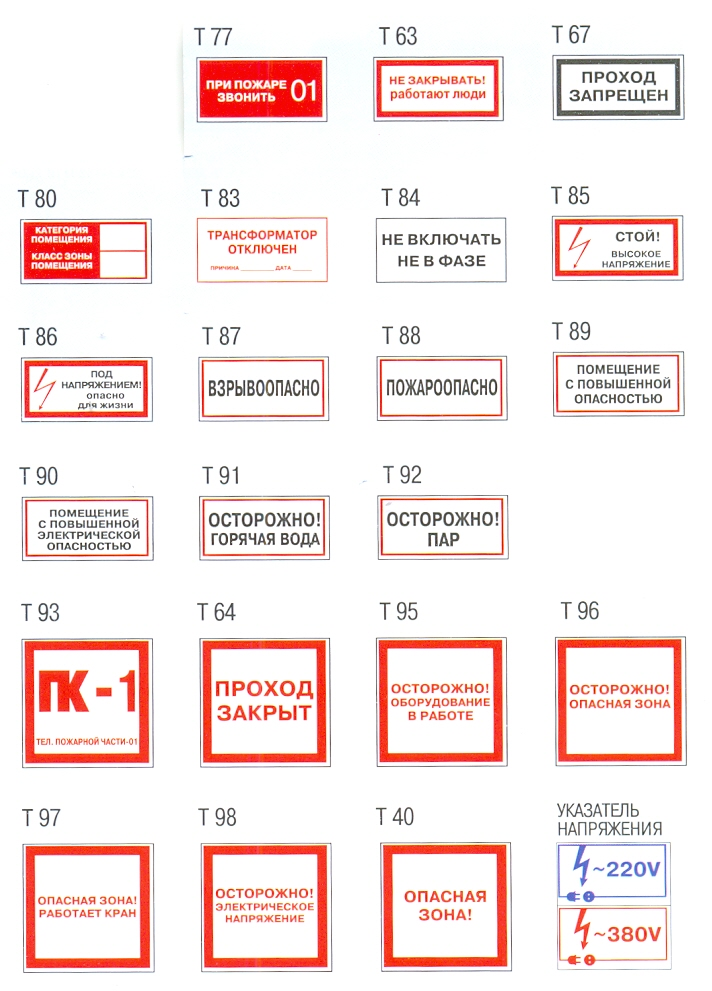 Т 77
ПРИ ПОЖАРЕ
ЗВОНИТЬ 01
Т 63
НЕ ЗАКРЫВАТЬ!
работают люди
Т 67
ПРОХОД
ЗАПРЕЩЕН
Т 80
КАТЕГОРИЯ
ПОМЕЩЕНИЯ
КЛАСС ЗОНЫ
ПОМЕЩЕНИЯ
Т 83
ТРАНСФОРМАТОР
ОТКЛЮЧЕН
ПРИЧИНА ________ ДАТА _____
Т 84
НЕ ВКЛЮЧАТЬ
НЕ В ФАЗЕ
Т 85
СТОЙ!
ВЫСОКОЕ
НАПРЯЖЕНИЕ
Т 86
ПОД
НАПРЯЖЕНИЕМ!
опасно
для жизни
Т 87
ВЗРЫВООПАСНО
Т 88
ПОЖАРООПАСНО
Т 89
ПОМЕЩЕНИЕ
С ПОВЫШЕННОЙ
ОПАСНОСТЬЮ
Т 90
ПОМЕЩЕНИЕ
С ПОВЫШЕННОЙ
ЭЛЕКТРИЧЕСКОЙ
ОПАСНОСТЬЮ
Т 91
ОСТОРОЖНО!
ГОРЯЧАЯ ВОДА
Т 92
ОСТОРОЖНО!
ПАР
Т 93
ПК-1
ТЕЛ. ПОЖАРНОЙ ЧАСТИ-01
Т 64
ПРОХОД
ЗАКРЫТ
Т 95
ОСТОРОЖНО!
ОБОРУДОВАНИЕ
В РАБОТЕ
Т 96
ОСТОРОЖНО!
ОПАСНАЯ ЗОНА
Т 97
ОПАСНАЯ ЗОНА!
РАБОТАЕТ КРАН
Т 98
ОСТОРОЖНО!
ЭЛЕКТРИЧЕСКОЕ
НАПРЯЖЕНИЕ
Т 40
ОПАСНАЯ
ЗОНА!
УКАЗАТЕЛЬ
НАПРЯЖЕНИЯ
~220V
~380V